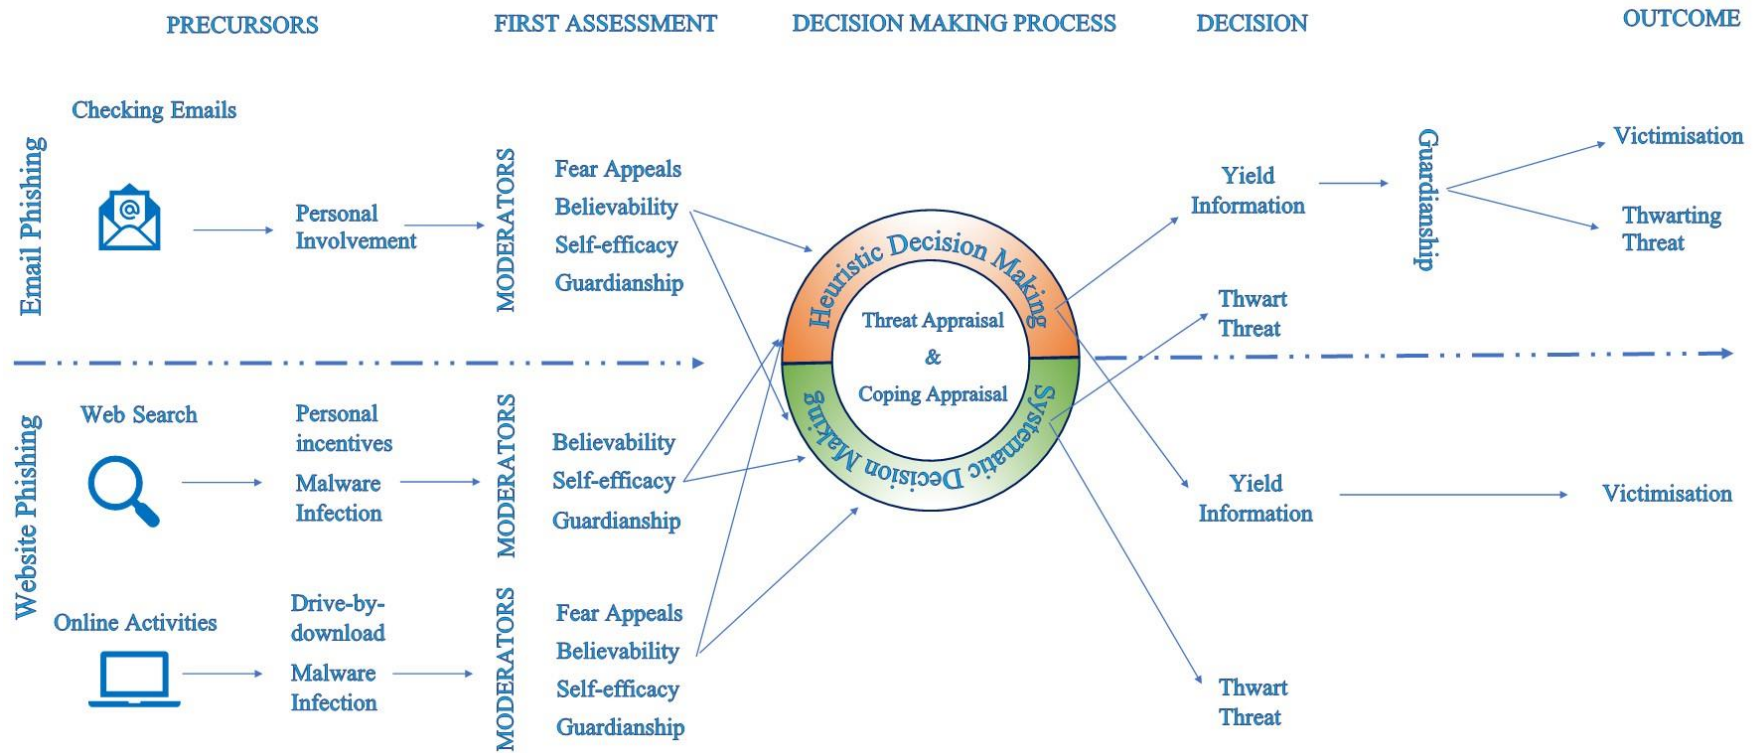 PRECURSORS
FIRST ASSESSMENT
DECISION MAKING PROCESS
DECISION
OUTCOME
Email Phishing
Checking Emails
@
Personal
Involvement
MODERATORS
Fear Appeals
Believability
Self-efficacy
Guardianship
Website Phishing
Web Search
Personal
incentives
Malware
Infection
MODERATORS
Believability
Self-efficacy
Guardianship
Online Activities
Drive-by-
download
Malware
Infection
MODERATORS
Fear Appeals
Believability
Self-efficacy
Guardianship
Heuristic Decision Making
Threat Appraisal
&
Coping Appraisal
Systematic Decision Making
Yield
Information
Thwart
Threat
Yield
Information
Thwart
Threat
Guardianship
Victimisation
Thwarting
Threat
Victimisation